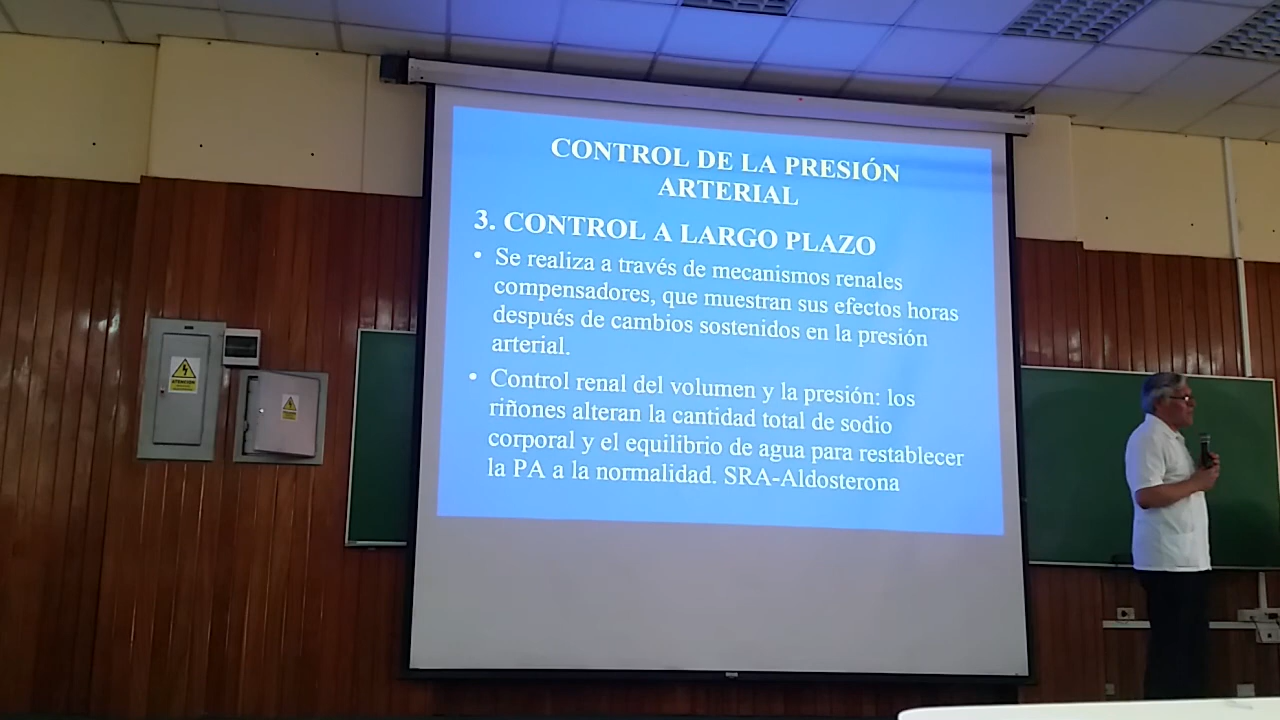 CONTROL DE LA PRESIÓN
ARTERIAL
3. CONTROL A LARGO PLAZO
• Se realiza a través de mecanismos renales
compensadores, que muestran sus efectos horas
después de cambios sostenidos en la presión
arterial.
• Control renal del volumen y la presión: los
riñones alteran la cantidad total de sodio
corporal y el equilibrio de agua para restablecer
la PA a la normalidad. SRA-Aldosterona
ATENCION